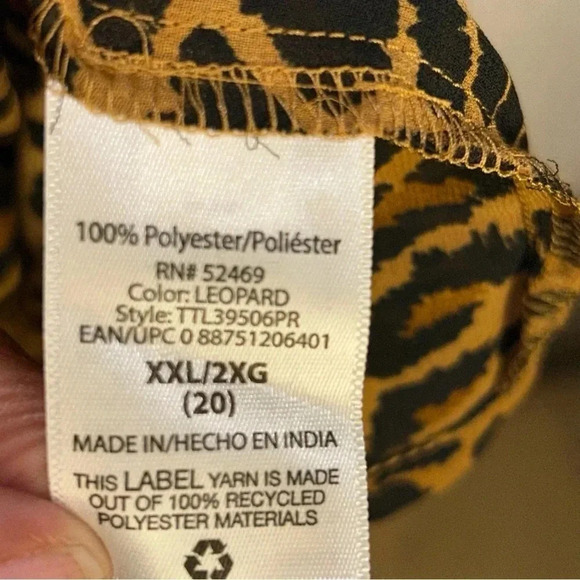 100% Polyester/Poliéster
RN# 52469
Color: LEOPARD
Style: TTL39506PR
EAN/UPC 0 88751206401
XXL/2XG
(20)
MADE IN/HECHO EN INDIA
THIS LABEL YARN IS MADE
OUT OF 100% RECYCLED
POLYESTER MATERIALS